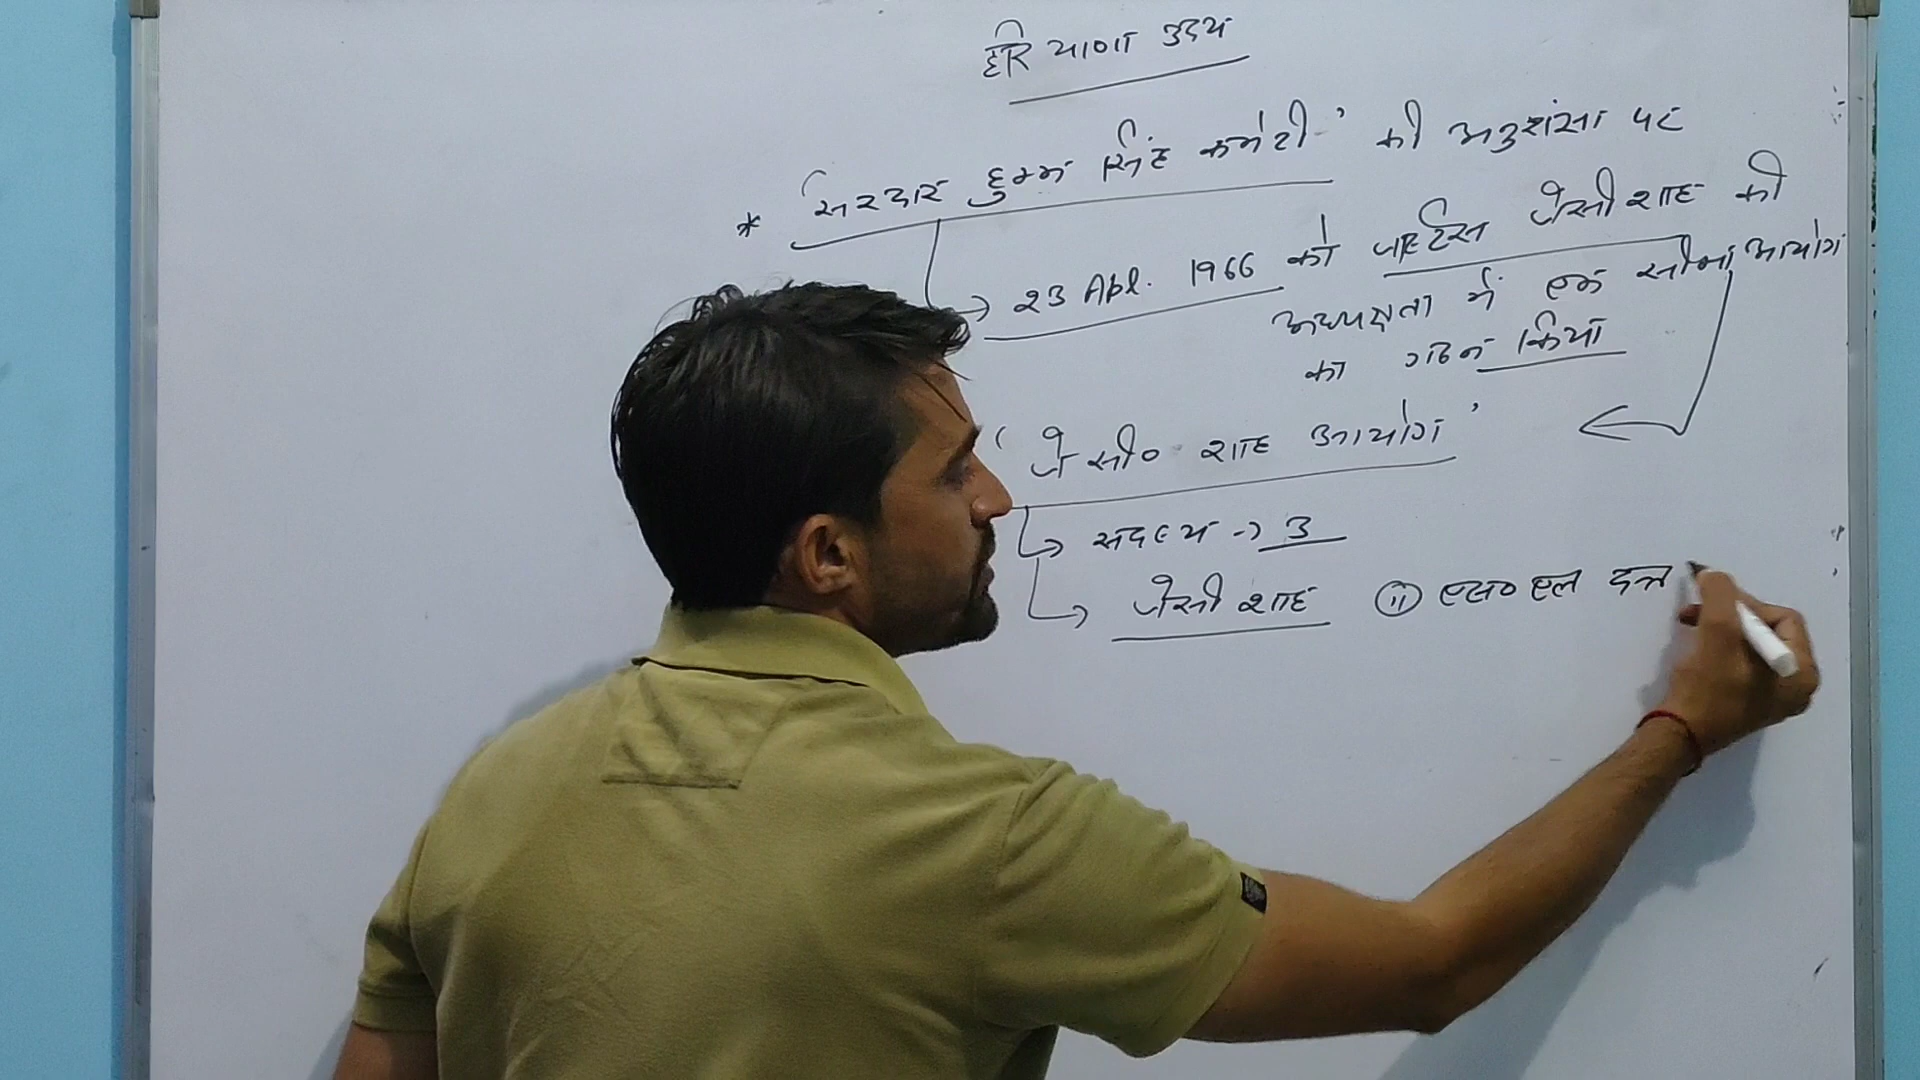 हरियाणा उदय
* सरदार हुकम सिंह कमेटी' की अनुशंसा पर
→ 23 Apl. 1966 को जस्टिस जेसी शाह की
अध्यक्षता में एक सीमा आयोग
का गठन किया
' जे सी० शाह आयोग '
→ सदस्य → 3
→ जेसी शाह (ii) एस० एल दत्त